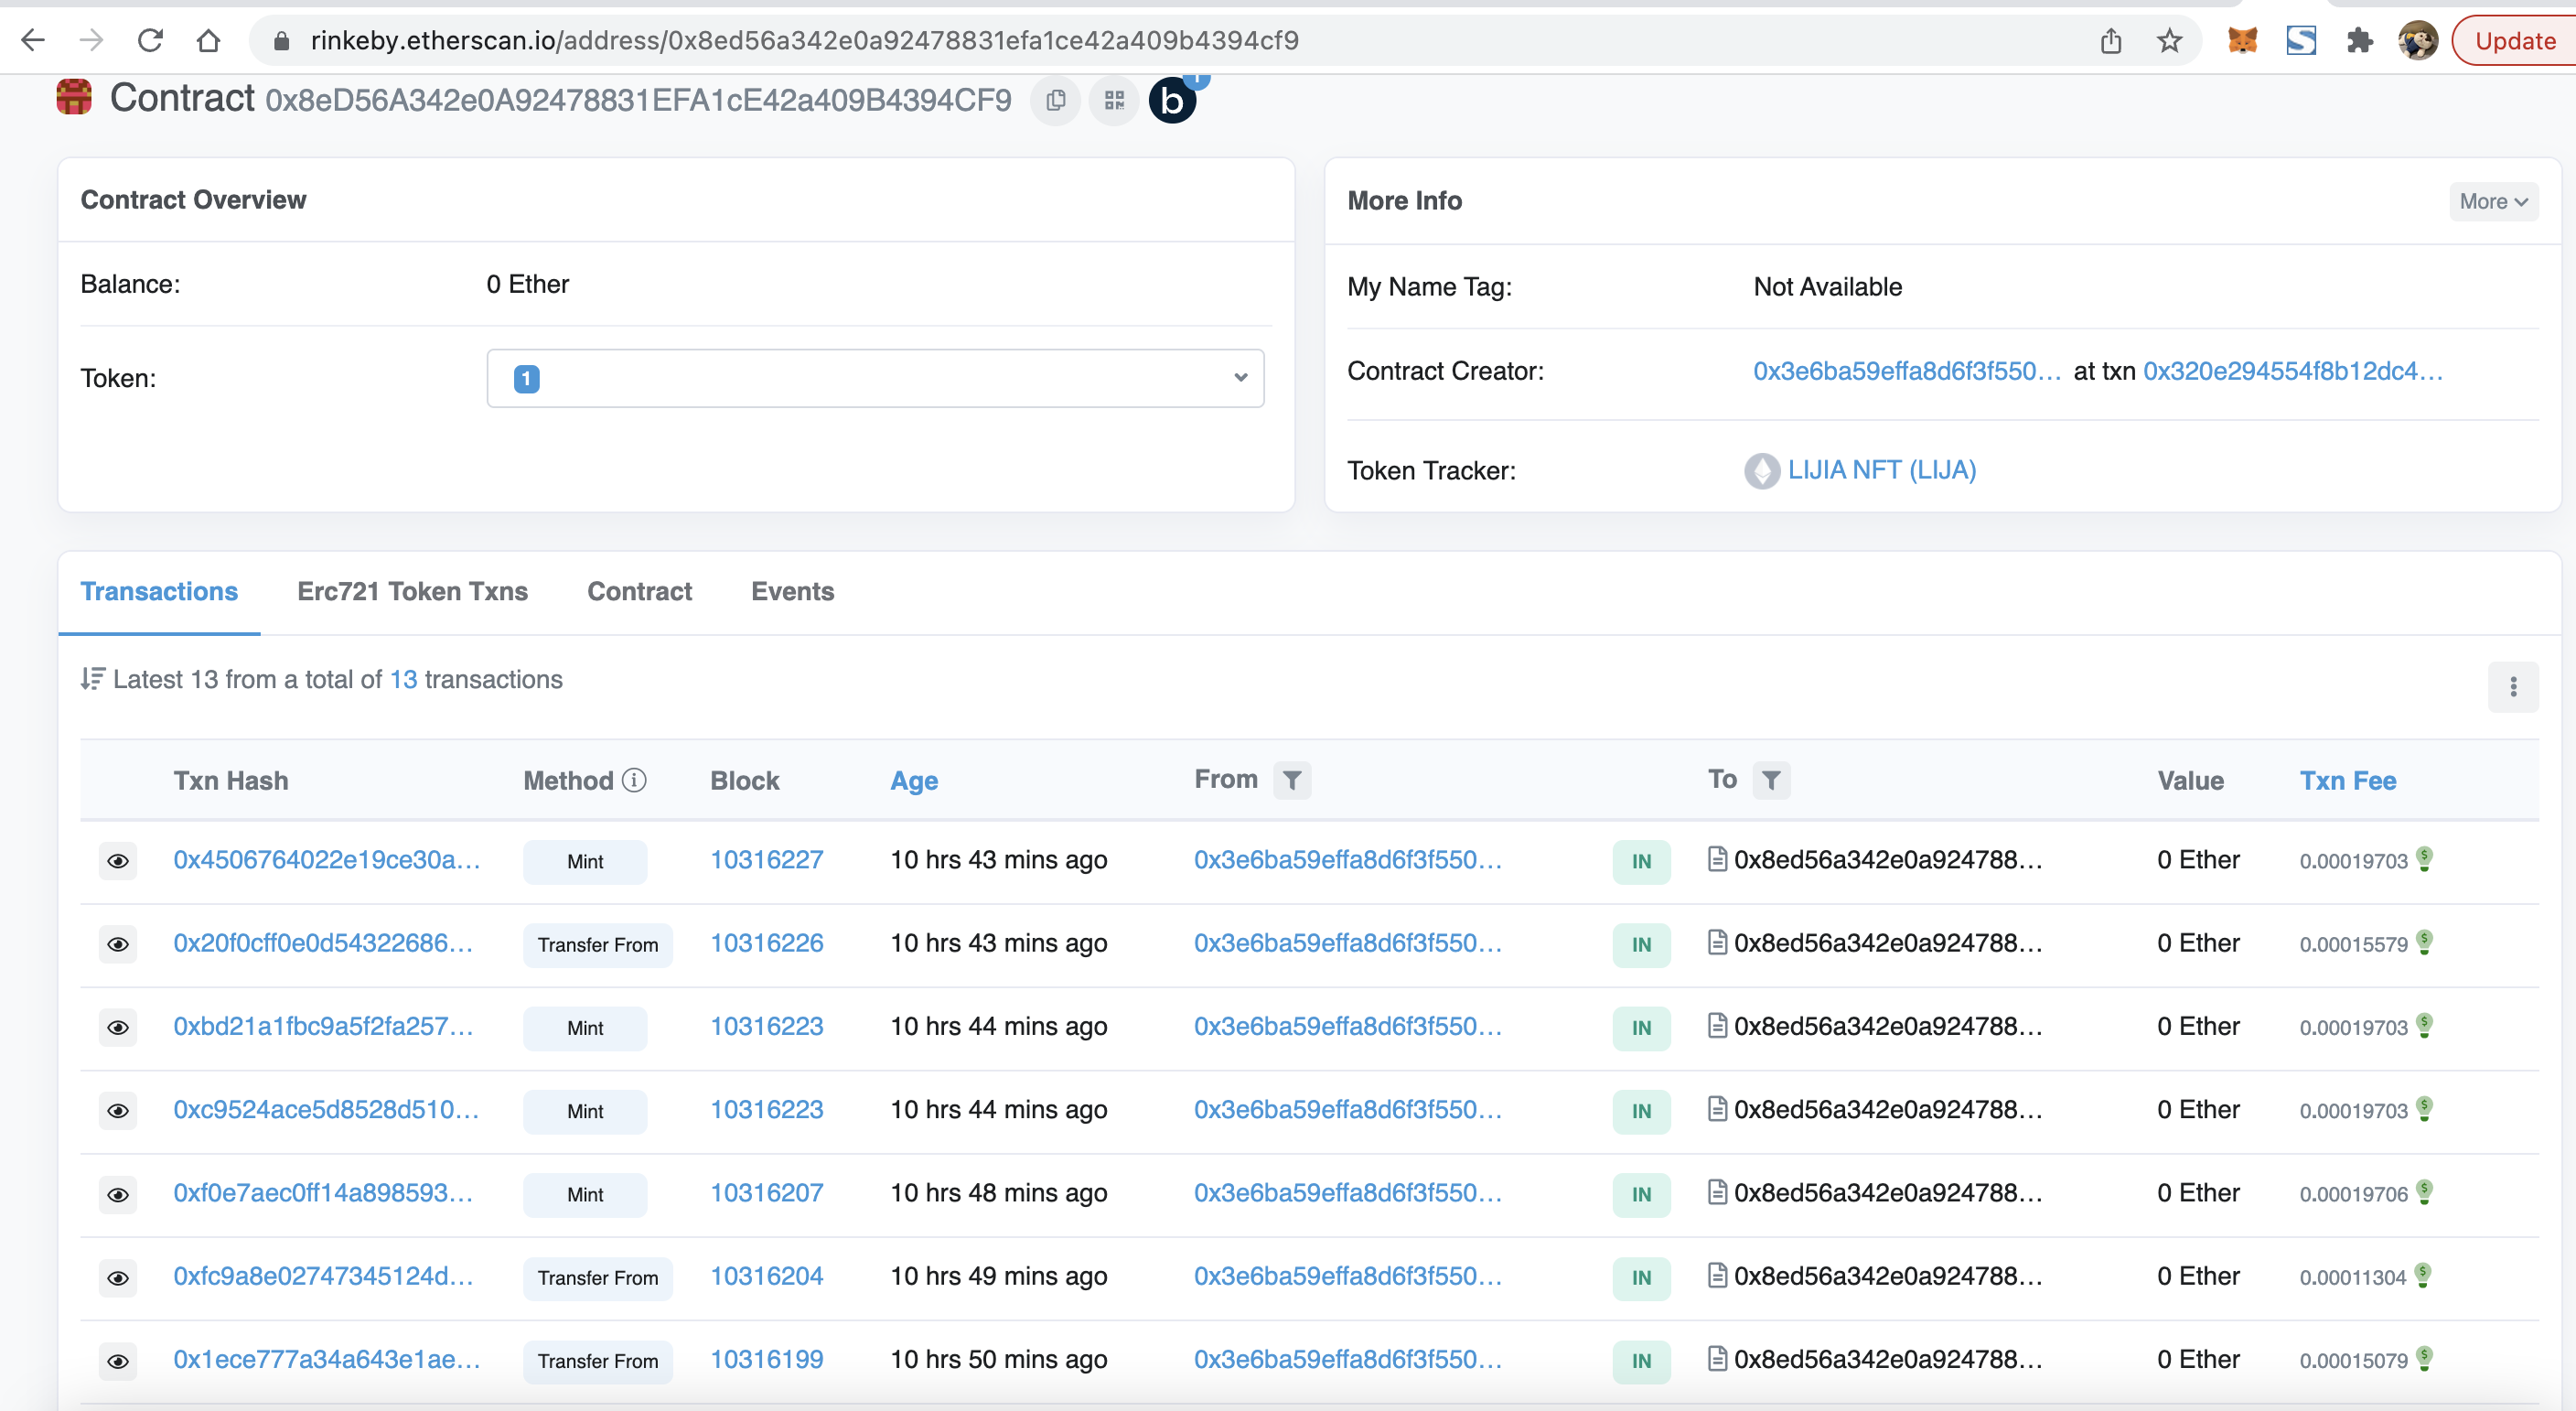 rinkeby.etherscan.io/address/0x8ed56a342e0a92478831efa1ce42a409b4394cf9
Update
Contract 0x8eD56A342e0A92478831EFA1cE42a409B4394CF9
b
Contract Overview
Balance: 0 Ether
Token: 1
More Info More
My Name Tag: Not Available
Contract Creator: 0x3e6ba59effa8d6f3f550... at txn 0x320e294554f8b12dc4...
Token Tracker: LIJIA NFT (LIJA)
Transactions Erc721 Token Txns Contract Events
Latest 13 from a total of 13 transactions
Txn Hash Method Block Age From To Value Txn Fee
0x4506764022e19ce30a... Mint 10316227 10 hrs 43 mins ago 0x3e6ba59effa8d6f3f550... IN 0x8ed56a342e0a924788... 0 Ether 0.00019703
0x20f0cff0e0d54322686... Transfer From 10316226 10 hrs 43 mins ago 0x3e6ba59effa8d6f3f550... IN 0x8ed56a342e0a924788... 0 Ether 0.00015579
0xbd21a1fbc9a5f2fa257... Mint 10316223 10 hrs 44 mins ago 0x3e6ba59effa8d6f3f550... IN 0x8ed56a342e0a924788... 0 Ether 0.00019703
0xc9524ace5d8528d510... Mint 10316223 10 hrs 44 mins ago 0x3e6ba59effa8d6f3f550... IN 0x8ed56a342e0a924788... 0 Ether 0.00019703
0xf0e7aec0ff14a898593... Mint 10316207 10 hrs 48 mins ago 0x3e6ba59effa8d6f3f550... IN 0x8ed56a342e0a924788... 0 Ether 0.00019706
0xfc9a8e02747345124d... Transfer From 10316204 10 hrs 49 mins ago 0x3e6ba59effa8d6f3f550... IN 0x8ed56a342e0a924788... 0 Ether 0.00011304
0x1ece777a34a643e1ae... Transfer From 10316199 10 hrs 50 mins ago 0x3e6ba59effa8d6f3f550... IN 0x8ed56a342e0a924788... 0 Ether 0.00015079